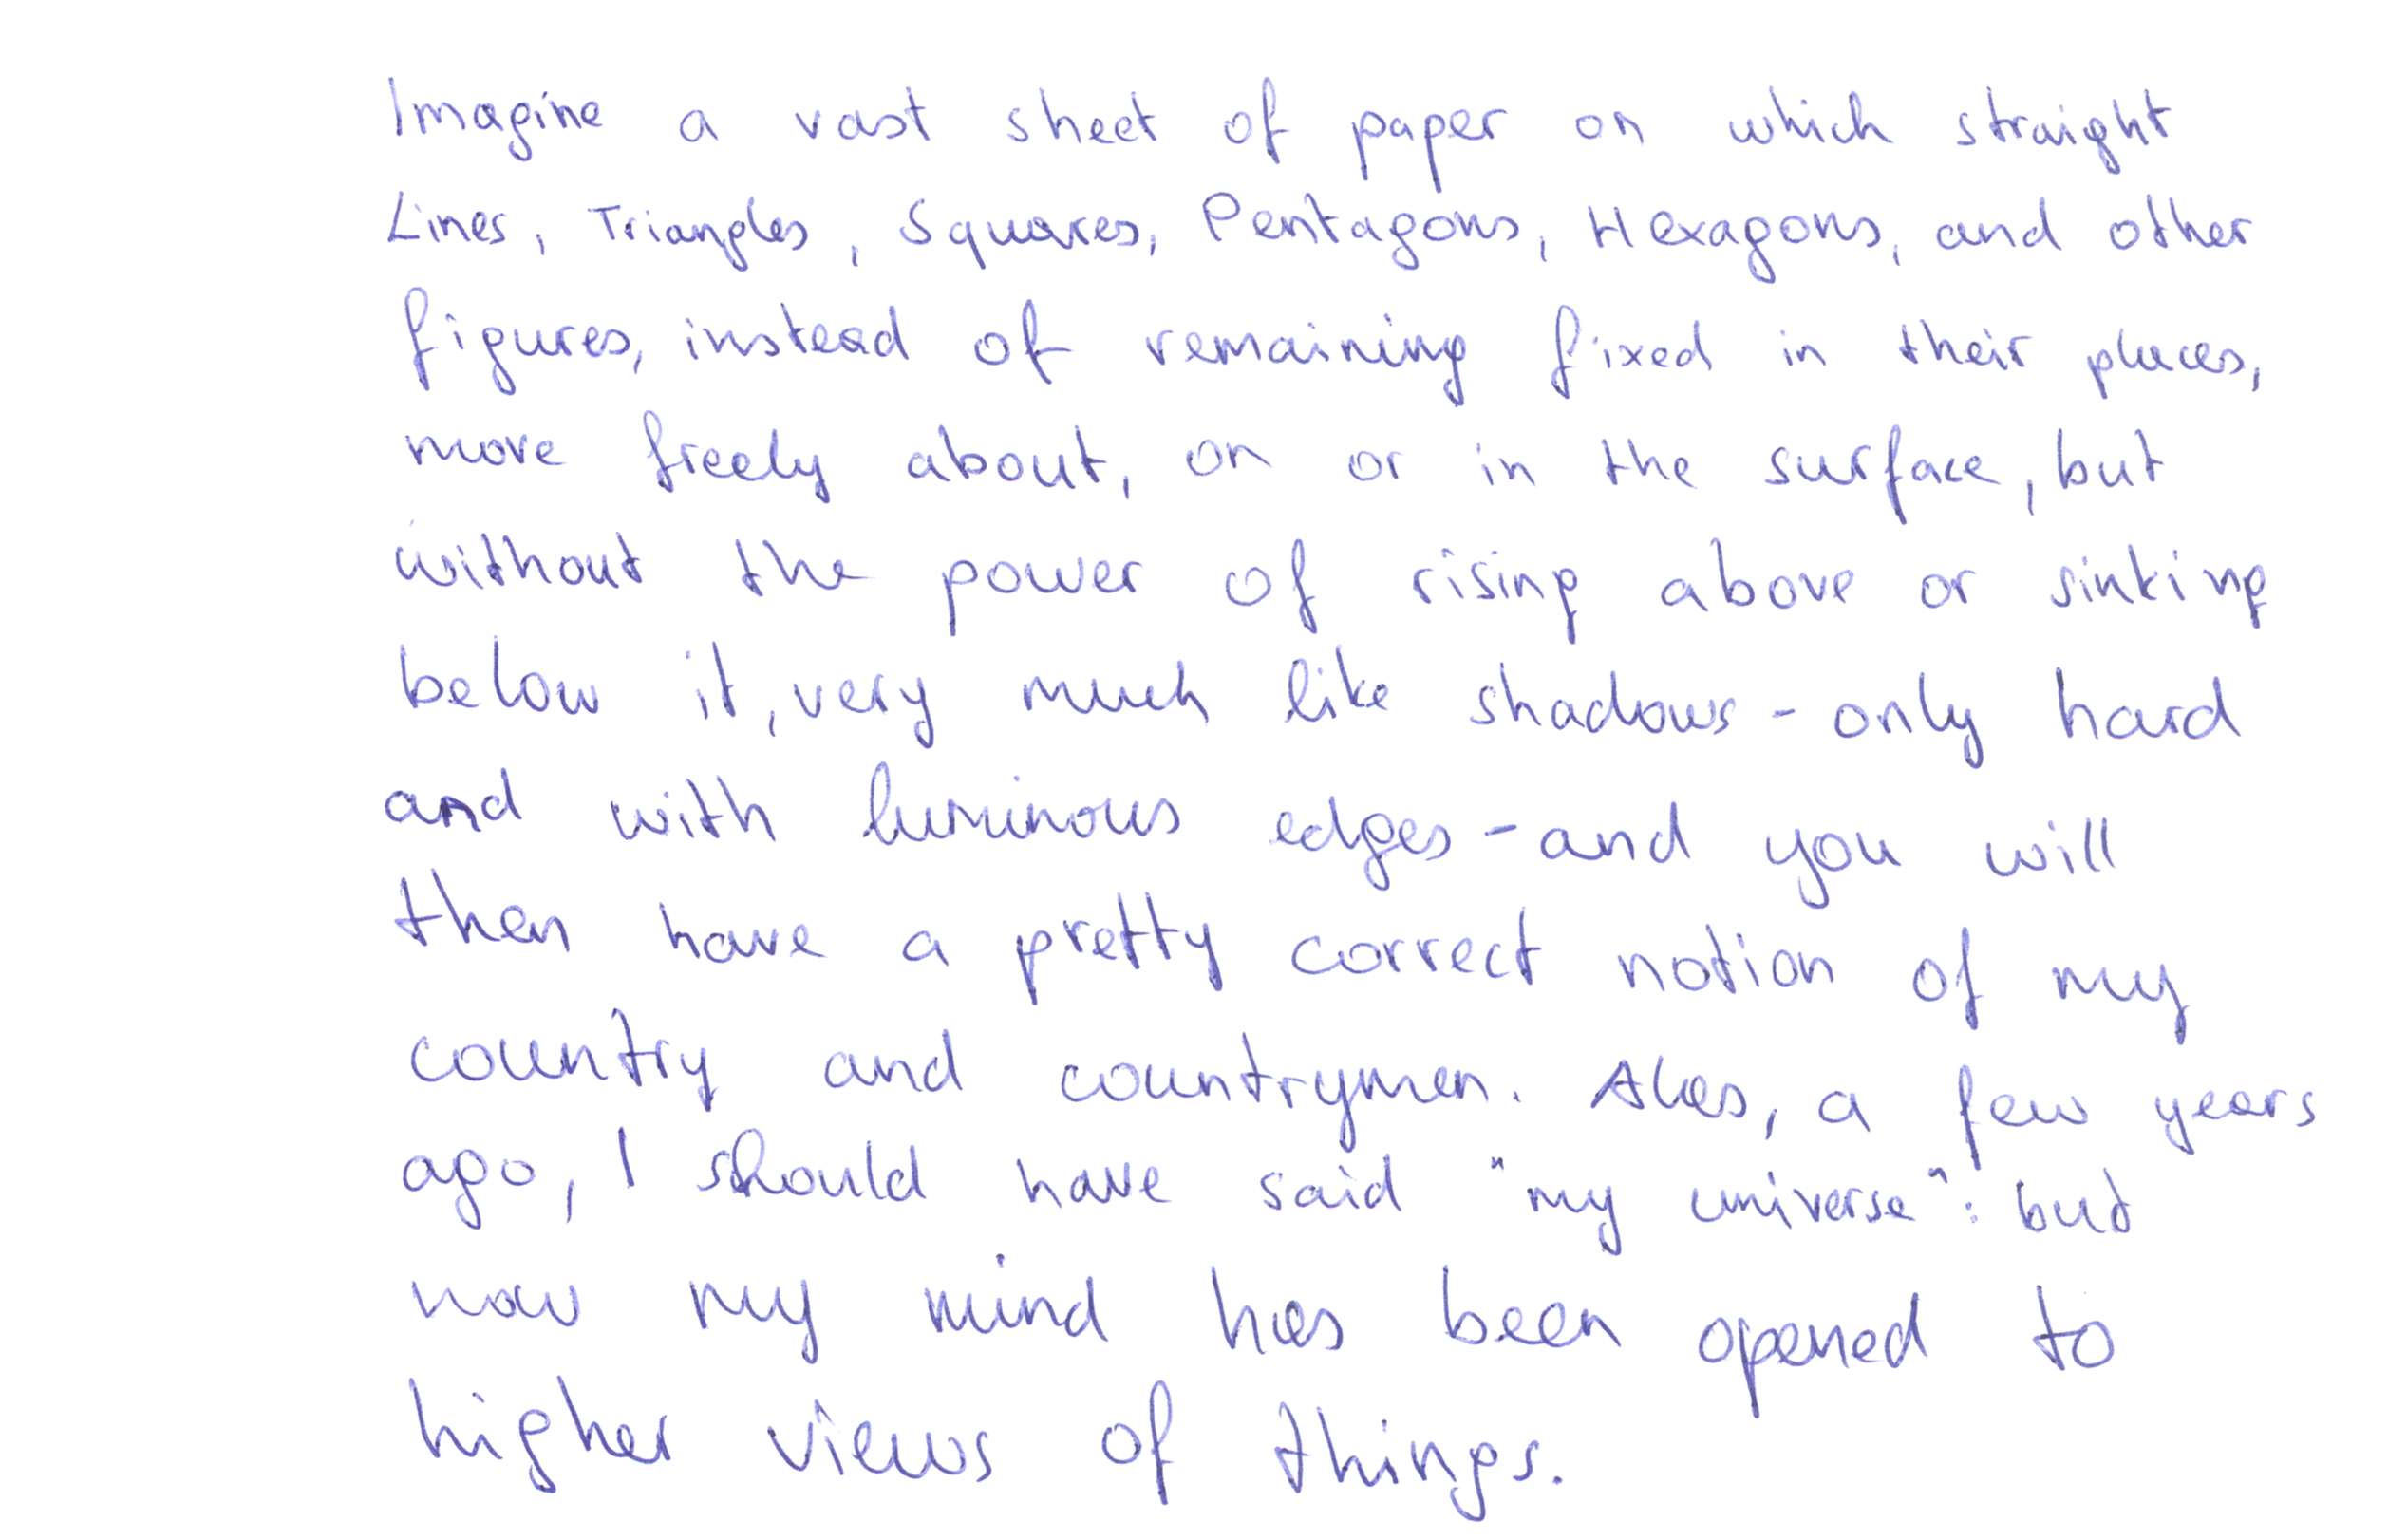 Imagine a vast sheet of paper on which straight
Lines, Triangles, Squares, Pentagons, Hexagons, and other
figures, instead of remaining fixed in their places,
move freely about, on or in the surface, but
without the power of rising above or sinking
below it, very much like shadows - only hard
and with luminous edges - and you will
then have a pretty correct notion of my
country and countrymen. Alas, a few years
ago, I should have said "my universe": but
now my mind has been opened to
higher views of things.